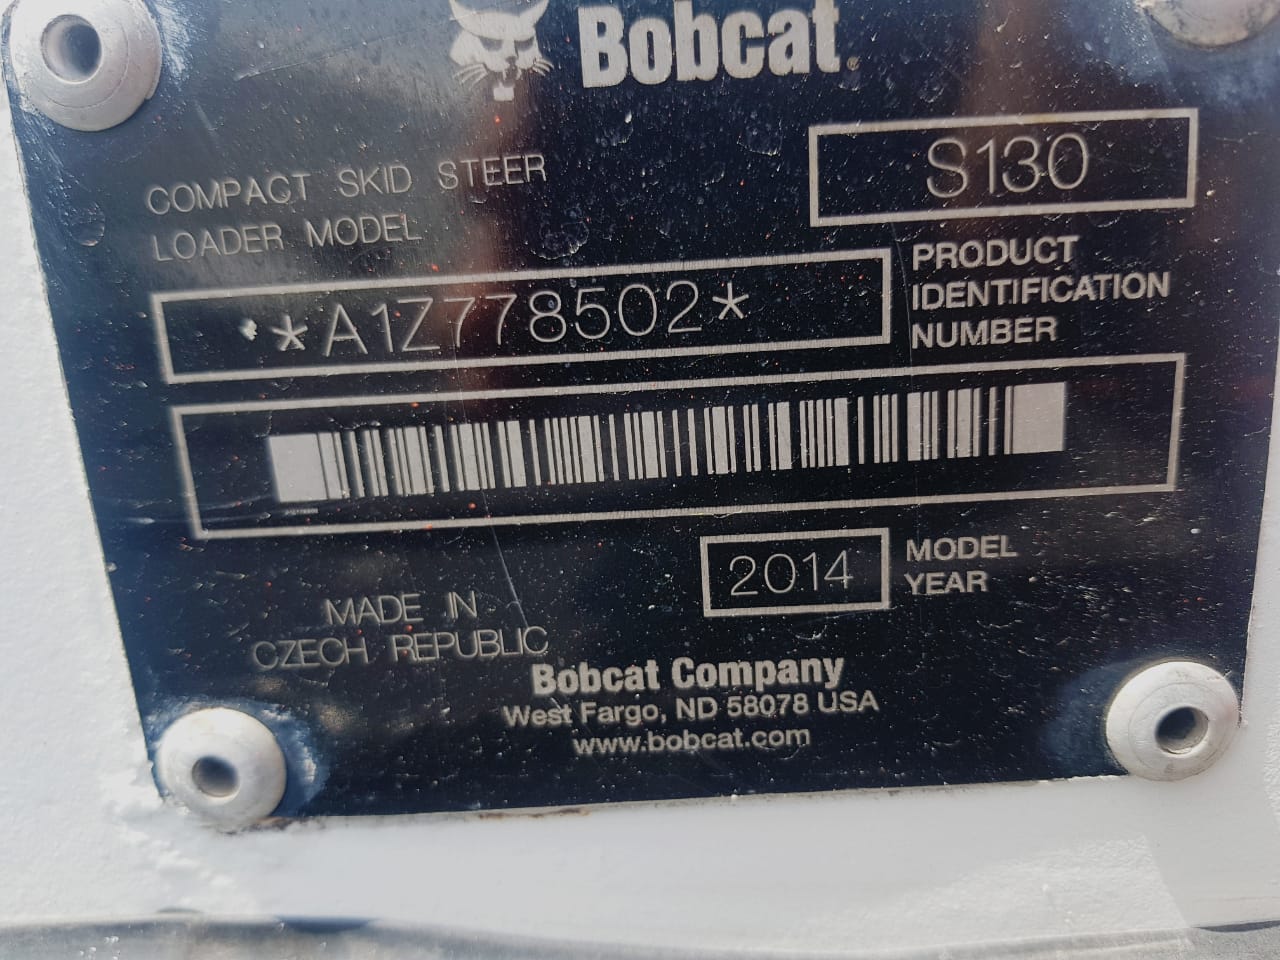 Bobcat
COMPACT SKID STEER
LOADER MODEL
S130
*A1Z778502*
PRODUCT
IDENTIFICATION
NUMBER
2014
MODEL
YEAR
MADE IN
CZECH REPUBLIC
Bobcat Company
West Fargo, ND 58078 USA
www.bobcat.com